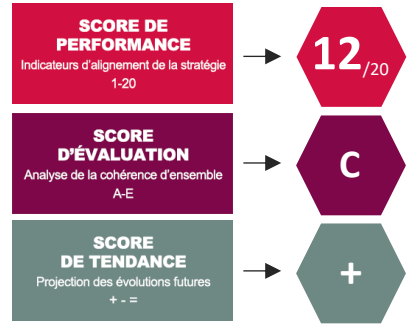 SCORE DE
PERFORMANCE
Indicateurs d'alignement de la stratégie
1-20
12/20
SCORE
D'ÉVALUATION
Analyse de la cohérence d'ensemble
A-E
C
SCORE
DE TENDANCE
Projection des évolutions futures
+ - =
+